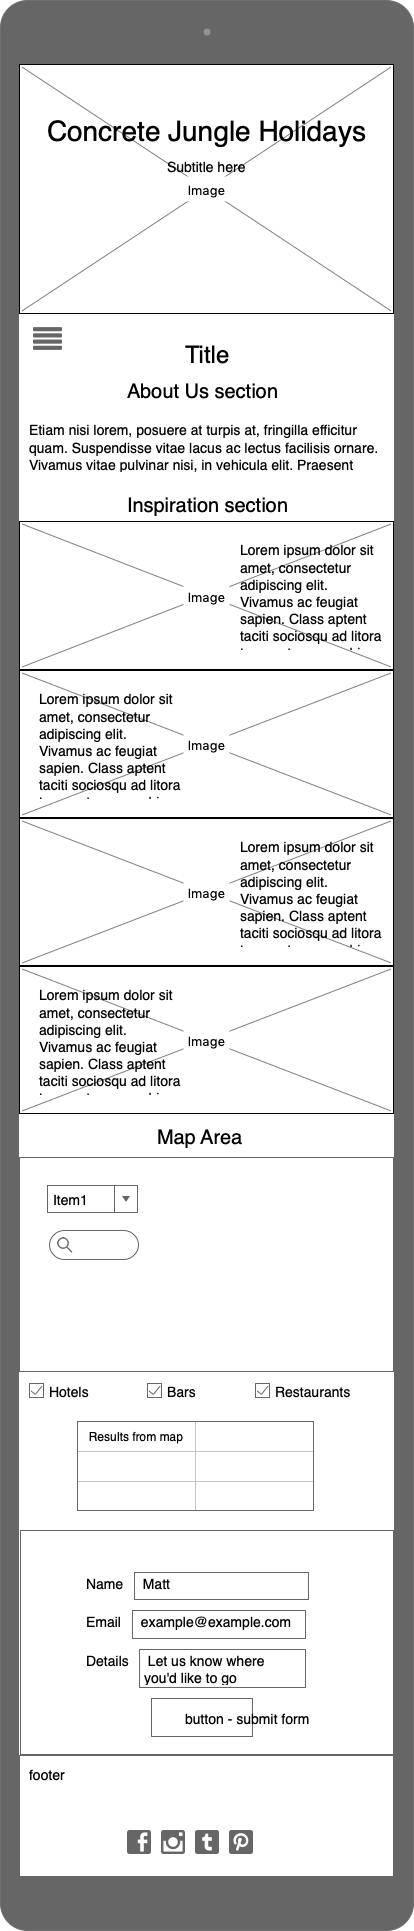 Concrete Jungle Holidays
Subtitle here
Image
Title
About Us section
Etiam nisi lorem, posuere at turpis at, fringilla efficitur
quam. Suspendisse vitae lacus ac lectus facilisis ornare.
Vivamus vitae pulvinar nisi, in vehicula elit. Praesent
Inspiration section
Lorem ipsum dolor sit
amet, consectetur
adipiscing elit.
Vivamus ac feugiat
sapien. Class aptent
taciti sociosqu ad litora
Image
Lorem ipsum dolor sit
amet, consectetur
adipiscing elit.
Vivamus ac feugiat
sapien. Class aptent
taciti sociosqu ad litora
Image
Lorem ipsum dolor sit
amet, consectetur
adipiscing elit.
Vivamus ac feugiat
sapien. Class aptent
taciti sociosqu ad litora
Image
Lorem ipsum dolor sit
amet, consectetur
adipiscing elit.
Vivamus ac feugiat
sapien. Class aptent
taciti sociosqu ad litora
Image
Map Area
Item1
Hotels Bars Restaurants
Results from map
Name Matt
Email example@example.com
Details Let us know where
you'd like to go
button - submit form
footer